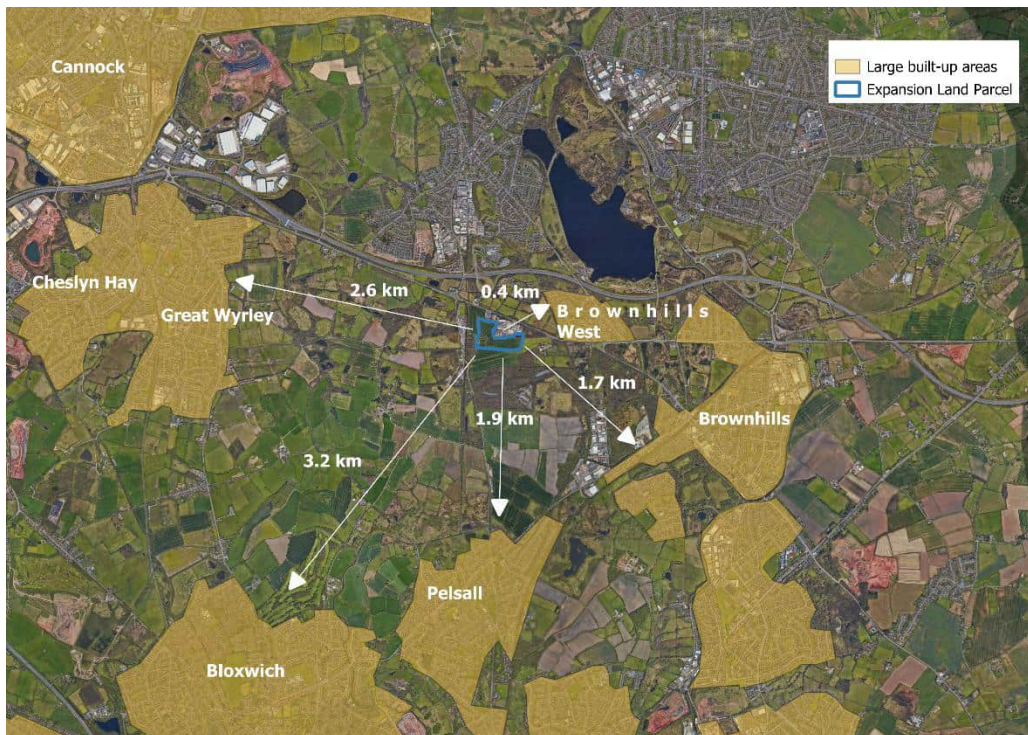 Cannock
Large built-up areas
Expansion Land Parcel
Cheslyn Hay
Great Wyrley
2.6 km
0.4 km
Brownhills
West
1.7 km
1.9 km
Brownhills
3.2 km
Pelsall
Bloxwich